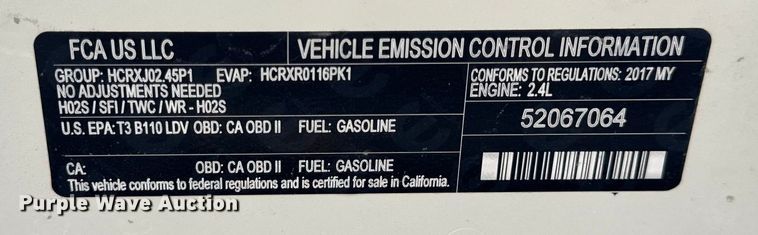 FCA US LLC
VEHICLE EMISSION CONTROL INFORMATION
GROUP: HCRXJ02.45P1 EVAP: HCRXR0116PK1
NO ADJUSTMENTS NEEDED
H02S / SFI / TWC / WR - H02S
CONFORMS TO REGULATIONS: 2017 MY
ENGINE: 2.4L
U.S. EPA: T3 B110 LDV OBD: CA OBD II FUEL: GASOLINE
52067064
CA: OBD: CA OBD II FUEL: GASOLINE
This vehicle conforms to federal regulations and is certified for sale in California.
Purple Wave Auction